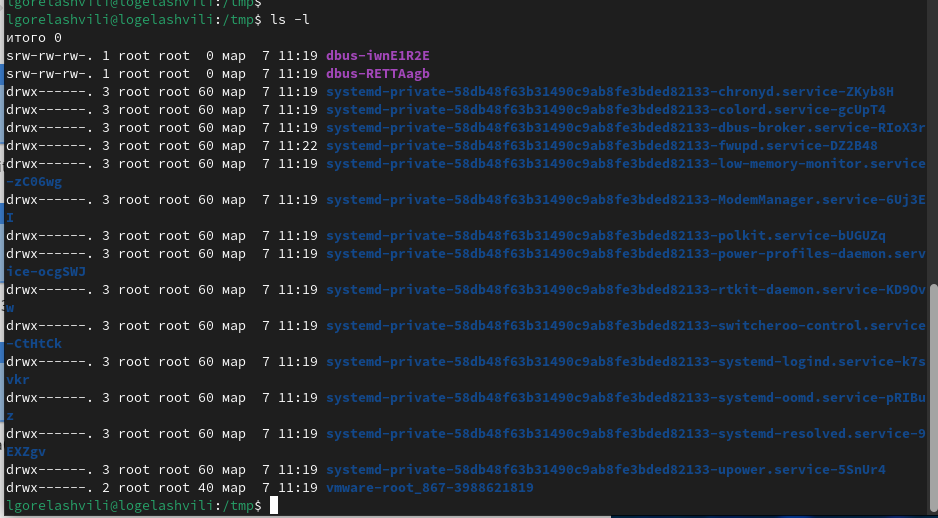 lgorelashvili@logelashvili:/tmp$
lgorelashvili@logelashvili:/tmp$ ls -l
итого 0
srw-rw-rw-. 1 root root  0 мар  7 11:19 dbus-iwnE1R2E
srw-rw-rw-. 1 root root  0 мар  7 11:19 dbus-RETTAagb
drwx------. 3 root root 60 мар  7 11:19 systemd-private-58db48f63b31490c9ab8fe3bded82133-chronyd.service-ZKyb8H
drwx------. 3 root root 60 мар  7 11:19 systemd-private-58db48f63b31490c9ab8fe3bded82133-colord.service-gcUpT4
drwx------. 3 root root 60 мар  7 11:19 systemd-private-58db48f63b31490c9ab8fe3bded82133-dbus-broker.service-RIoX3r
drwx------. 3 root root 60 мар  7 11:22 systemd-private-58db48f63b31490c9ab8fe3bded82133-fwupd.service-DZ2B48
drwx------. 3 root root 60 мар  7 11:19 systemd-private-58db48f63b31490c9ab8fe3bded82133-low-memory-monitor.service
-zC06wg
drwx------. 3 root root 60 мар  7 11:19 systemd-private-58db48f63b31490c9ab8fe3bded82133-ModemManager.service-6Uj3E
I
drwx------. 3 root root 60 мар  7 11:19 systemd-private-58db48f63b31490c9ab8fe3bded82133-polkit.service-bUGUZq
drwx------. 3 root root 60 мар  7 11:19 systemd-private-58db48f63b31490c9ab8fe3bded82133-power-profiles-daemon.serv
ice-ocgSWJ
drwx------. 3 root root 60 мар  7 11:19 systemd-private-58db48f63b31490c9ab8fe3bded82133-rtkit-daemon.service-KD9Ov
w
drwx------. 3 root root 60 мар  7 11:19 systemd-private-58db48f63b31490c9ab8fe3bded82133-switcheroo-control.service
-CtHtCk
drwx------. 3 root root 60 мар  7 11:19 systemd-private-58db48f63b31490c9ab8fe3bded82133-systemd-logind.service-k7s
vkr
drwx------. 3 root root 60 мар  7 11:19 systemd-private-58db48f63b31490c9ab8fe3bded82133-systemd-oomd.service-pRIBu
z
drwx------. 3 root root 60 мар  7 11:19 systemd-private-58db48f63b31490c9ab8fe3bded82133-systemd-resolved.service-9
EXZgv
drwx------. 3 root root 60 мар  7 11:19 systemd-private-58db48f63b31490c9ab8fe3bded82133-upower.service-5SnUr4
drwx------. 2 root root 40 мар  7 11:19 vmware-root_867-3988621819
lgorelashvili@logelashvili:/tmp$